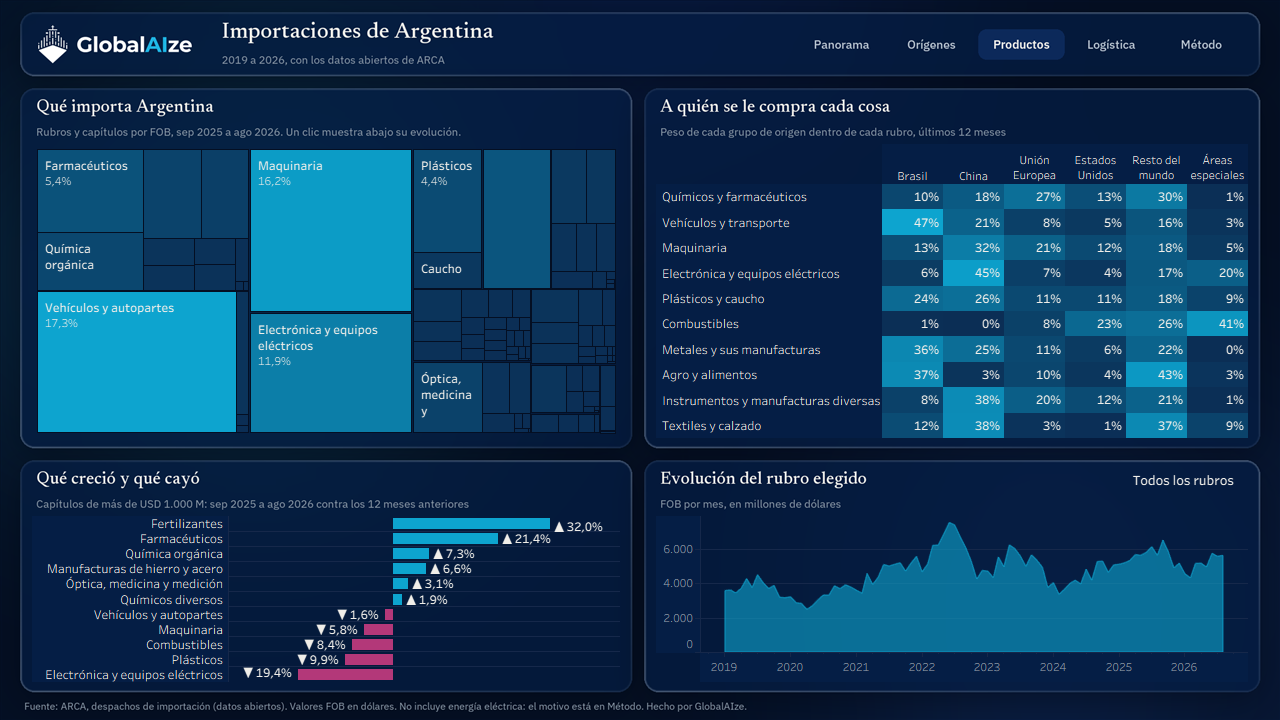 GlobalAIze
Importaciones de Argentina
2019 a 2026, con los datos abiertos de ARCA
Panorama
Orígenes
Productos
Logística
Método
Qué importa Argentina
Rubros y capítulos por FOB, sep 2025 a ago 2026. Un clic muestra abajo su evolución.
Farmacéuticos
5,4%
Química
orgánica
Vehículos y autopartes
17,3%
Maquinaria
16,2%
Electrónica y equipos
eléctricos
11,9%
Plásticos
4,4%
Caucho
Óptica,
medicina
y
A quién se le compra cada cosa
Peso de cada grupo de origen dentro de cada rubro, últimos 12 meses
Brasil China Unión Europea Estados Unidos Resto del mundo Áreas especiales
Químicos y farmacéuticos 10% 18% 27% 13% 30% 1%
Vehículos y transporte 47% 21% 8% 5% 16% 3%
Maquinaria 13% 32% 21% 12% 18% 5%
Electrónica y equipos eléctricos 6% 45% 7% 4% 17% 20%
Plásticos y caucho 24% 26% 11% 11% 18% 9%
Combustibles 1% 0% 8% 23% 26% 41%
Metales y sus manufacturas 36% 25% 11% 6% 22% 0%
Agro y alimentos 37% 3% 10% 4% 43% 3%
Instrumentos y manufacturas diversas 8% 38% 20% 12% 21% 1%
Textiles y calzado 12% 38% 3% 1% 37% 9%
Qué creció y qué cayó
Capítulos de más de USD 1.000 M: sep 2025 a ago 2026 contra los 12 meses anteriores
Fertilizantes ▲ 32,0%
Farmacéuticos ▲ 21,4%
Química orgánica ▲ 7,3%
Manufacturas de hierro y acero ▲ 6,6%
Óptica, medicina y medición ▲ 3,1%
Químicos diversos ▲ 1,9%
Vehículos y autopartes ▼ 1,6%
Maquinaria ▼ 5,8%
Combustibles ▼ 8,4%
Plásticos ▼ 9,9%
Electrónica y equipos eléctricos ▼ 19,4%
Evolución del rubro elegido
Todos los rubros
FOB por mes, en millones de dólares
6.000
4.000
2.000
0
2019 2020 2021 2022 2023 2024 2025 2026
Fuente: ARCA, despachos de importación (datos abiertos). Valores FOB en dólares. No incluye energía eléctrica: el motivo está en Método. Hecho por GlobalAIze.